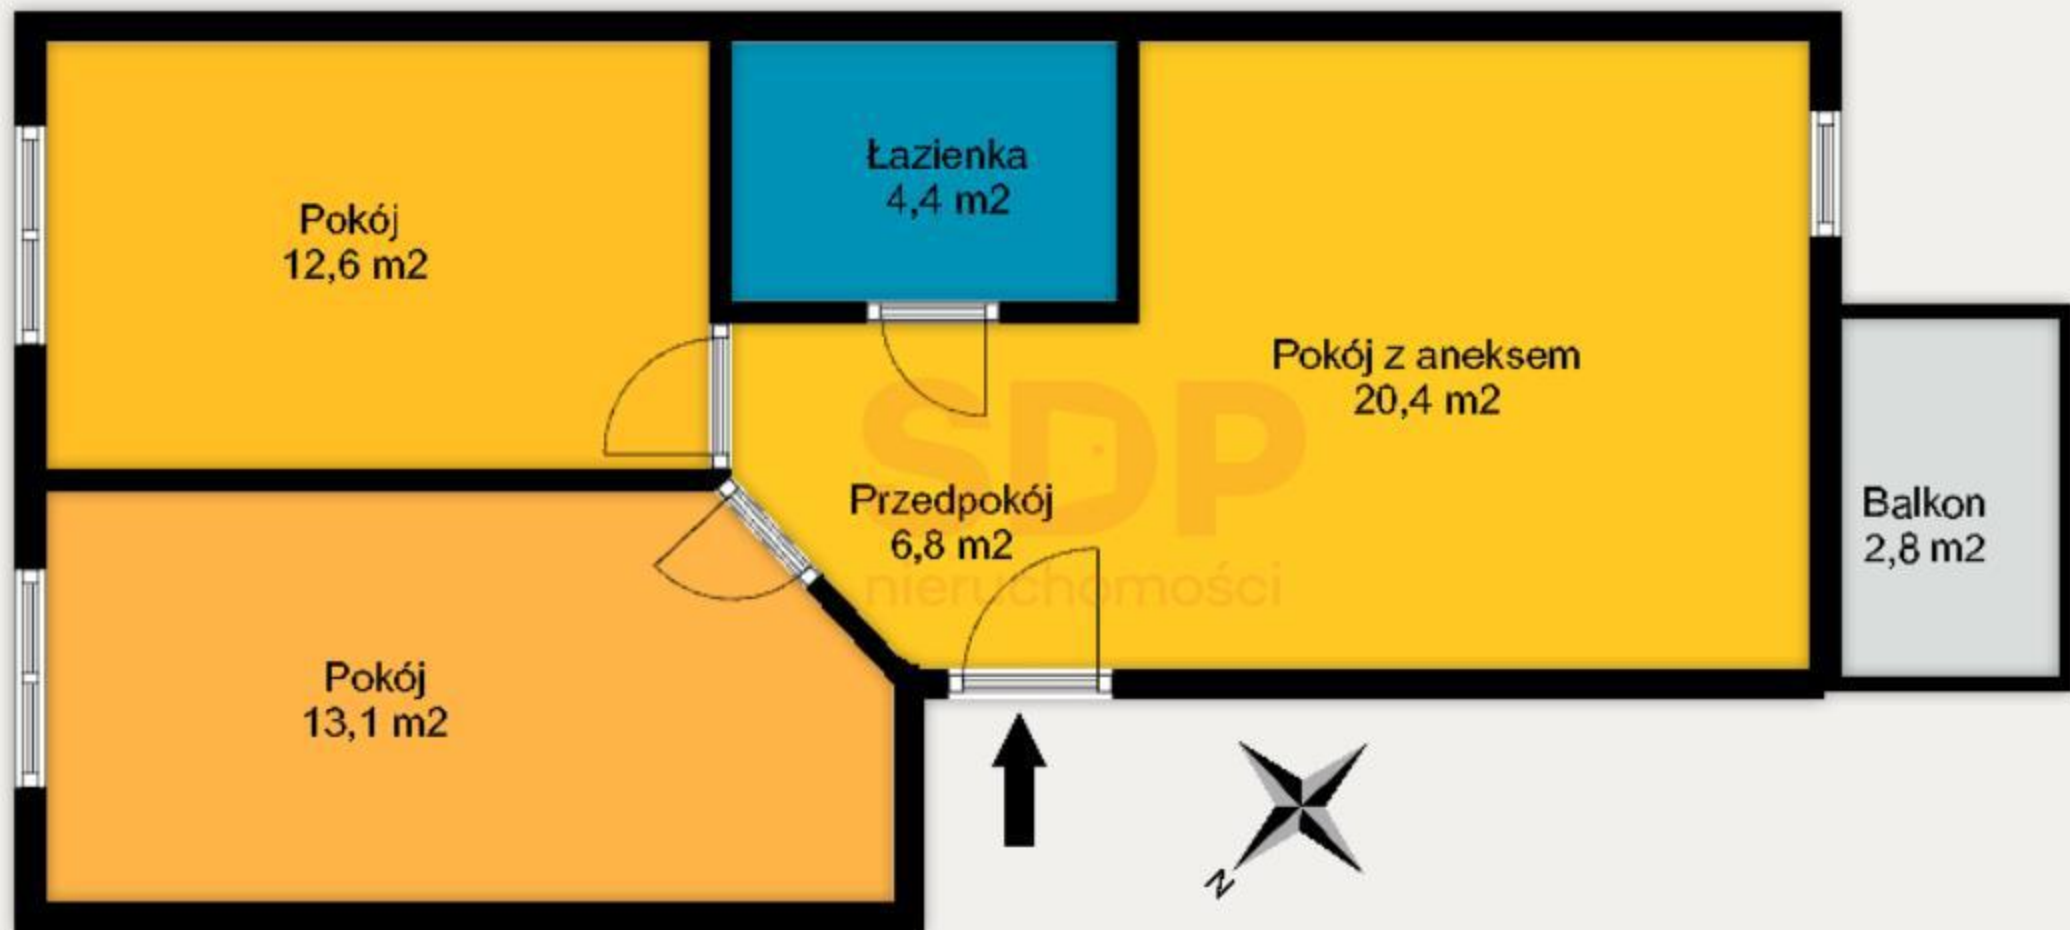 Pokój
12,6 m2
Łazienka
4,4 m2
Pokój z aneksem
20,4 m2
SDP
nieruchomości
Przedpokój
6,8 m2
Balkon
2,8 m2
Pokój
13,1 m2
N